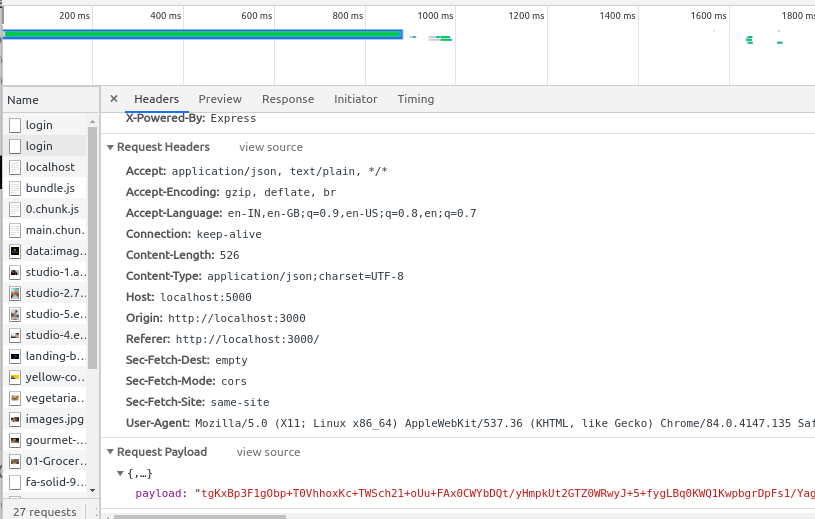 200 ms 400 ms 600 ms 800 ms 1000 ms 1200 ms 1400 ms 1600 ms 1800 ms
Name
× Headers Preview Response Initiator Timing
login
login
localhost
bundle.js
0.chunk.js
main.chun…
data:imag…
studio-1.a…
studio-2.7…
studio-5.e…
studio-4.e…
landing-b…
yellow-co…
vegetaria…
images.jpg
gourmet-…
01-Grocer…
fa-solid-9…
27 requests
X-Powered-By: Express
Request Headers view source
Accept: application/json, text/plain, */*
Accept-Encoding: gzip, deflate, br
Accept-Language: en-IN,en-GB;q=0.9,en-US;q=0.8,en;q=0.7
Connection: keep-alive
Content-Length: 526
Content-Type: application/json;charset=UTF-8
Host: localhost:5000
Origin: http://localhost:3000
Referer: http://localhost:3000/
Sec-Fetch-Dest: empty
Sec-Fetch-Mode: cors
Sec-Fetch-Site: same-site
User-Agent: Mozilla/5.0 (X11; Linux x86_64) AppleWebKit/537.36 (KHTML, like Gecko) Chrome/84.0.4147.135 Saf
Request Payload view source
{,…}
payload: "tgKxBp3F1gObp+T0VhhoxKc+TWSch21+oUu+FAx0CWYbDQt/yHmpkUt2GTZ0WRwyJ+5+fygLBq0KWQ1KwpbgrDpFs1/Yag